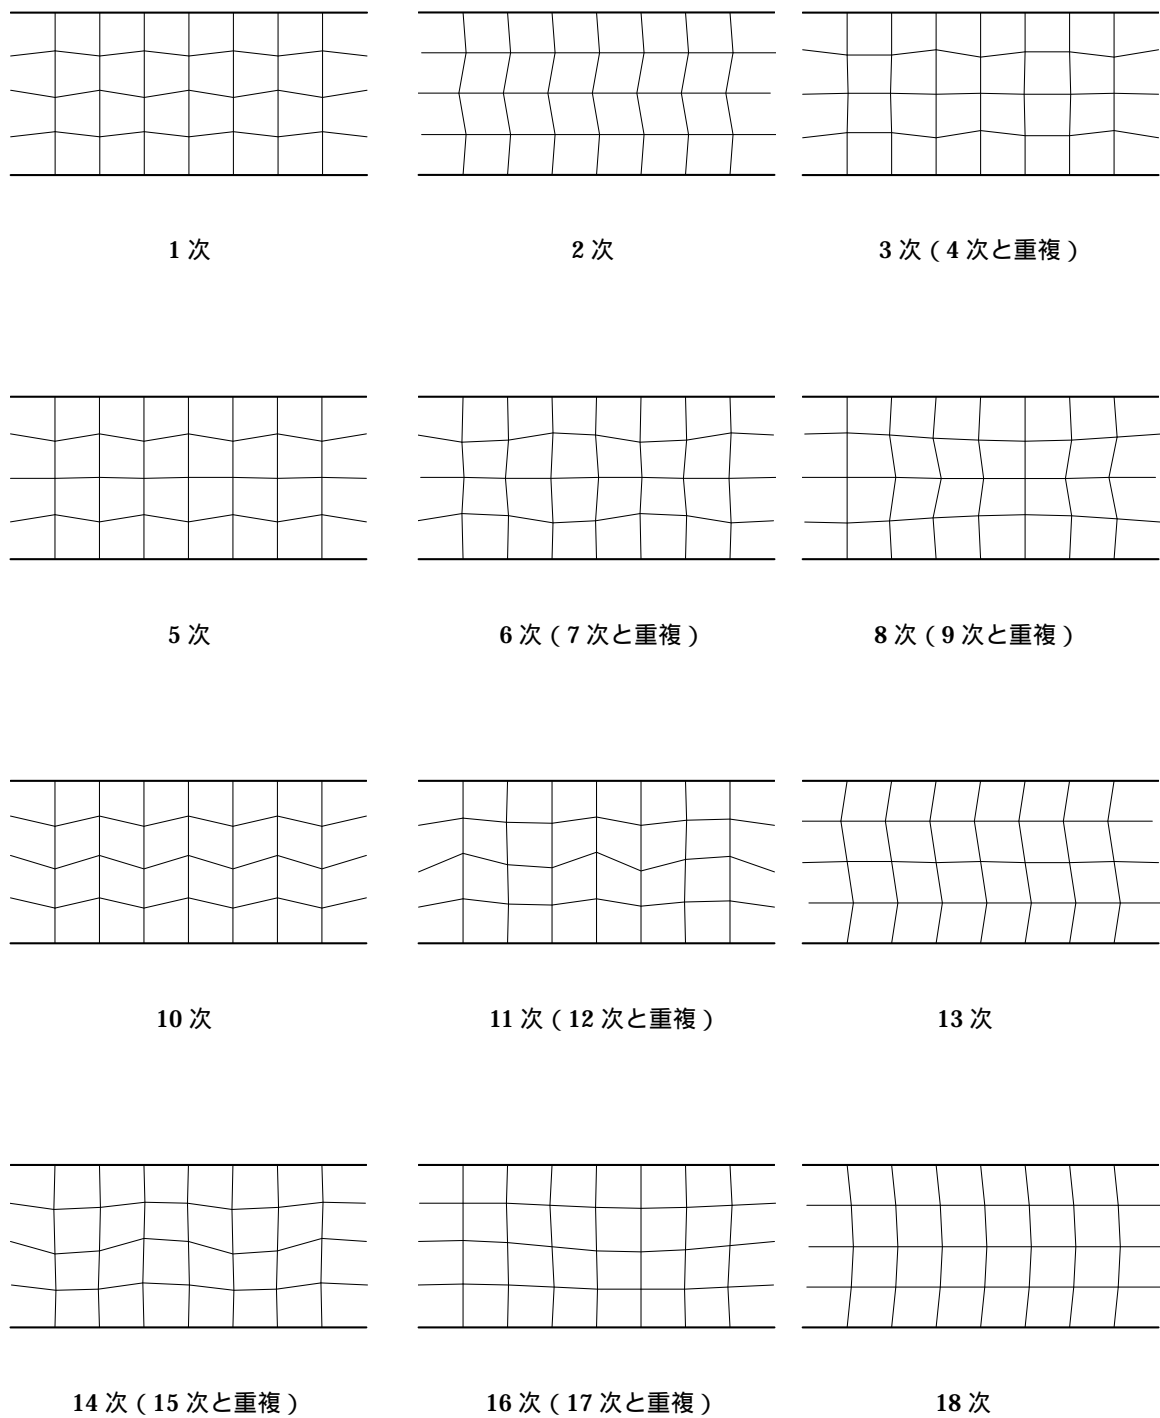 1 次 2 次 3 次 ( 4 次と重複 )
5 次 6 次 ( 7 次と重複 ) 8 次 ( 9 次と重複 )
10 次 11 次 ( 12 次と重複 ) 13 次
14 次 ( 15 次と重複 ) 16 次 ( 17 次と重複 ) 18 次